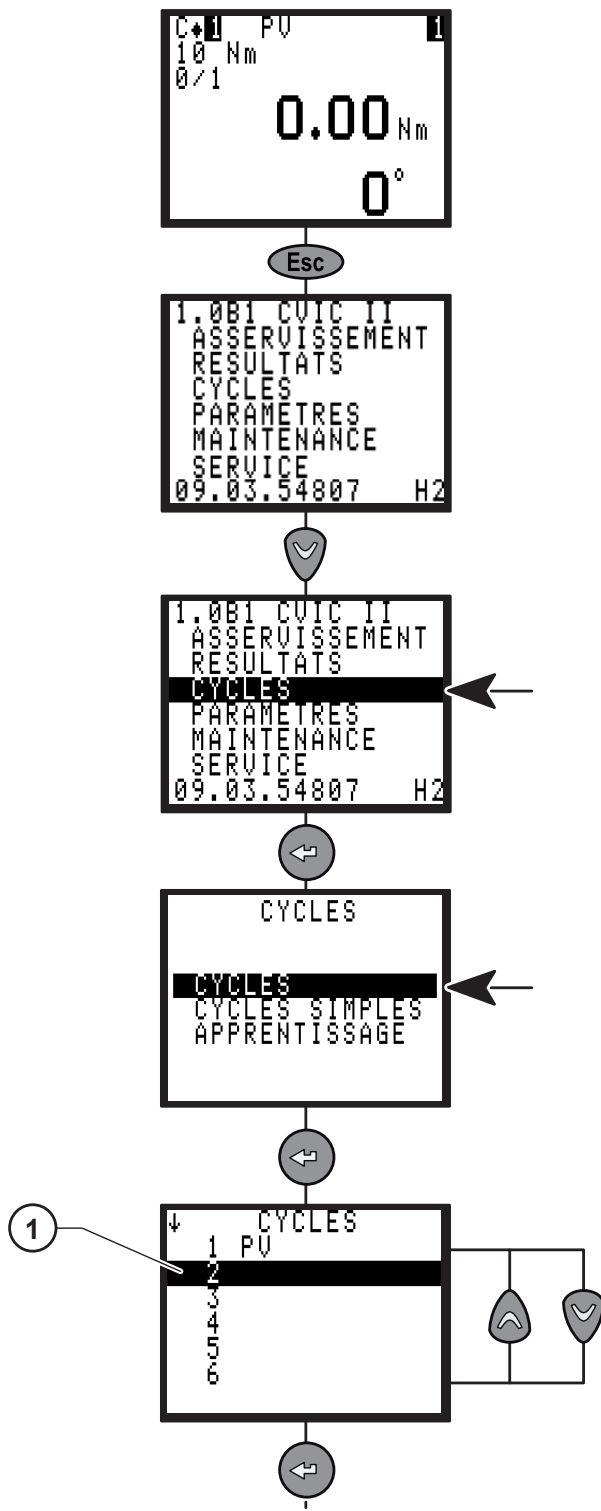 C♦1 PV 1
10 Nm
0/1
0.00 Nm
0°
Esc
1.0B1 CVIC II
ASSERVISSEMENT
RESULTATS
CYCLES
PARAMETRES
MAINTENANCE
SERVICE
09.03.54807 H2
1.0B1 CVIC II
ASSERVISSEMENT
RESULTATS
CYCLES
PARAMETRES
MAINTENANCE
SERVICE
09.03.54807 H2
CYCLES
CYCLES
CYCLES SIMPLES
APPRENTISSAGE
1
↓ CYCLES
1 PV
2
3
4
5
6